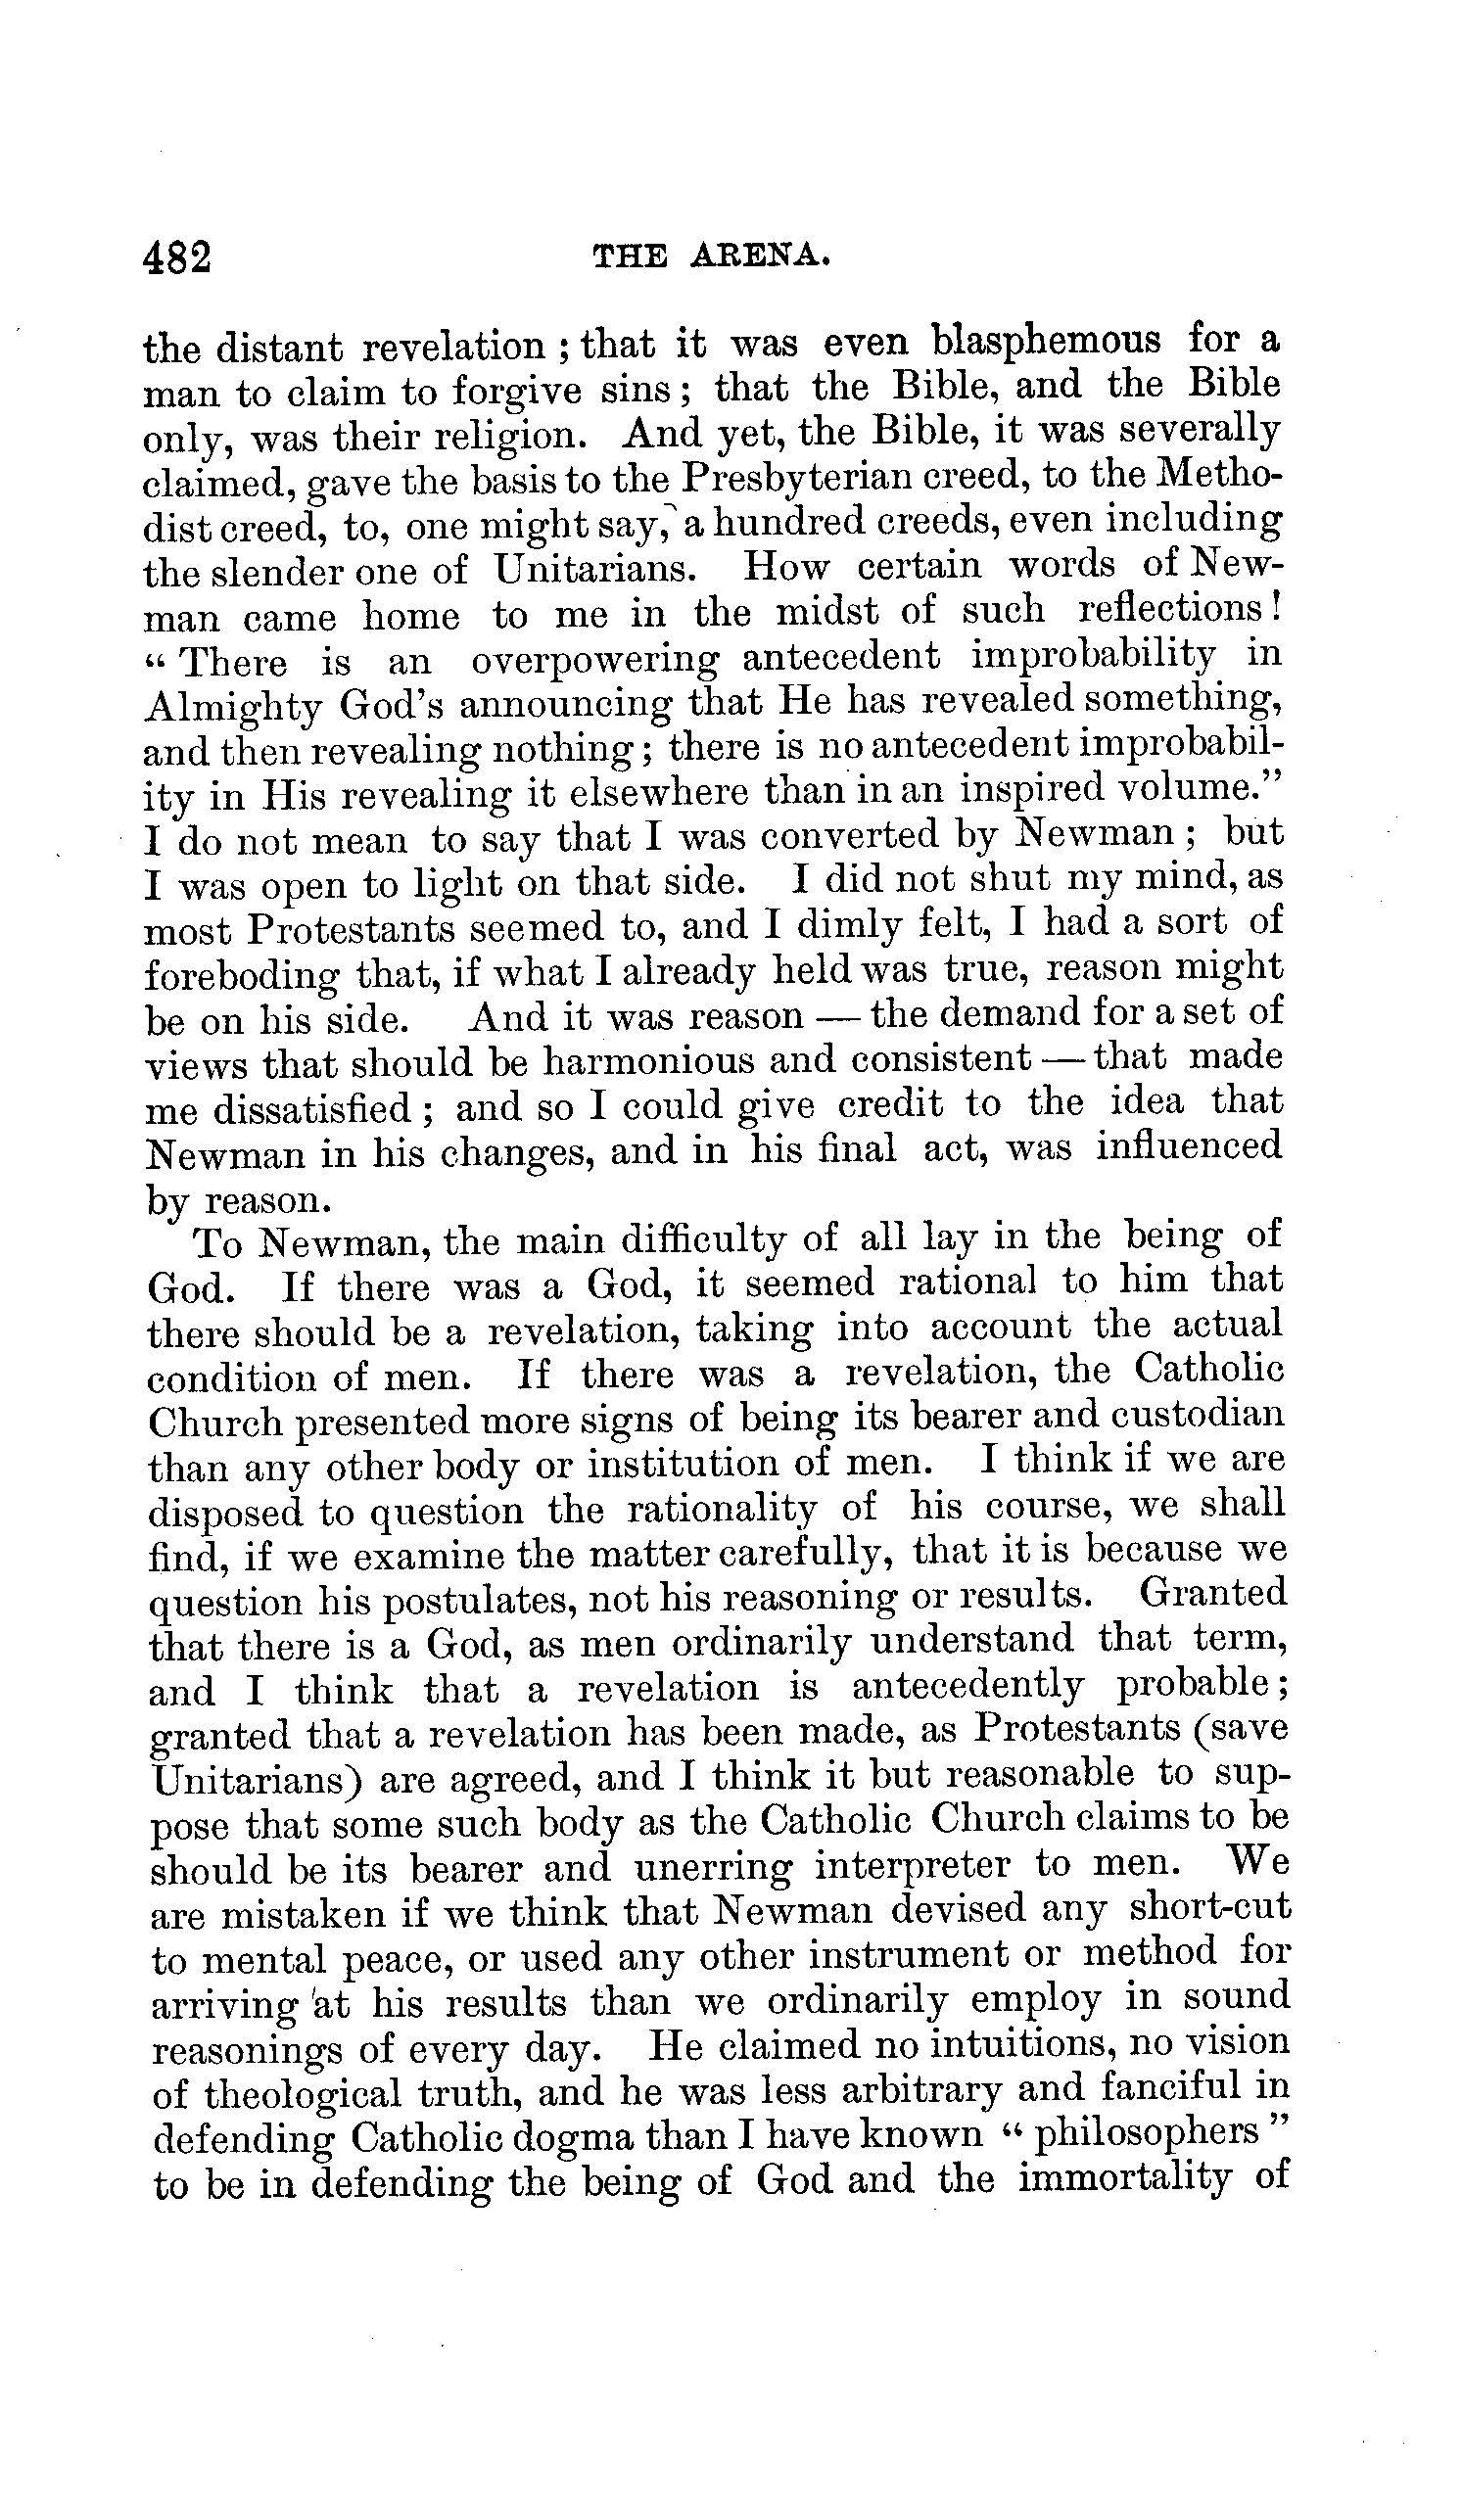 482 THE ARENA.
the distant revelation ; that it was even blasphemous for a
man to claim to forgive sins ; that the Bible, and the Bible
only, was their religion. And yet, the Bible, it was severally
claimed, gave the basis to the Presbyterian creed, to the Metho-
dist creed, to, one might say, a hundred creeds, even including
the slender one of Unitarians. How certain words of New-
man came home to me in the midst of such reflections!
“ There is an overpowering antecedent improbability in
Almighty God's announcing that He has revealed something,
and then revealing nothing ; there is no antecedent improbabil-
ity in His revealing it elsewhere than in an inspired volume.”
I do not mean to say that I was converted by Newman ; but
I was open to light on that side. I did not shut my mind, as
most Protestants seemed to, and I dimly felt, I had a sort of
foreboding that, if what I already held was true, reason might
be on his side. And it was reason — the demand for a set of
views that should be harmonious and consistent — that made
me dissatisfied ; and so I could give credit to the idea that
Newman in his changes, and in his final act, was influenced
by reason.
To Newman, the main difficulty of all lay in the being of
God. If there was a God, it seemed rational to him that
there should be a revelation, taking into account the actual
condition of men. If there was a revelation, the Catholic
Church presented more signs of being its bearer and custodian
than any other body or institution of men. I think if we are
disposed to question the rationality of his course, we shall
find, if we examine the matter carefully, that it is because we
question his postulates, not his reasoning or results. Granted
that there is a God, as men ordinarily understand that term,
and I think that a revelation is antecedently probable ;
granted that a revelation has been made, as Protestants (save
Unitarians) are agreed, and I think it but reasonable to sup-
pose that some such body as the Catholic Church claims to be
should be its bearer and unerring interpreter to men. We
are mistaken if we think that Newman devised any short-cut
to mental peace, or used any other instrument or method for
arriving at his results than we ordinarily employ in sound
reasonings of every day. He claimed no intuitions, no vision
of theological truth, and he was less arbitrary and fanciful in
defending Catholic dogma than I have known “ philosophers ”
to be in defending the being of God and the immortality of